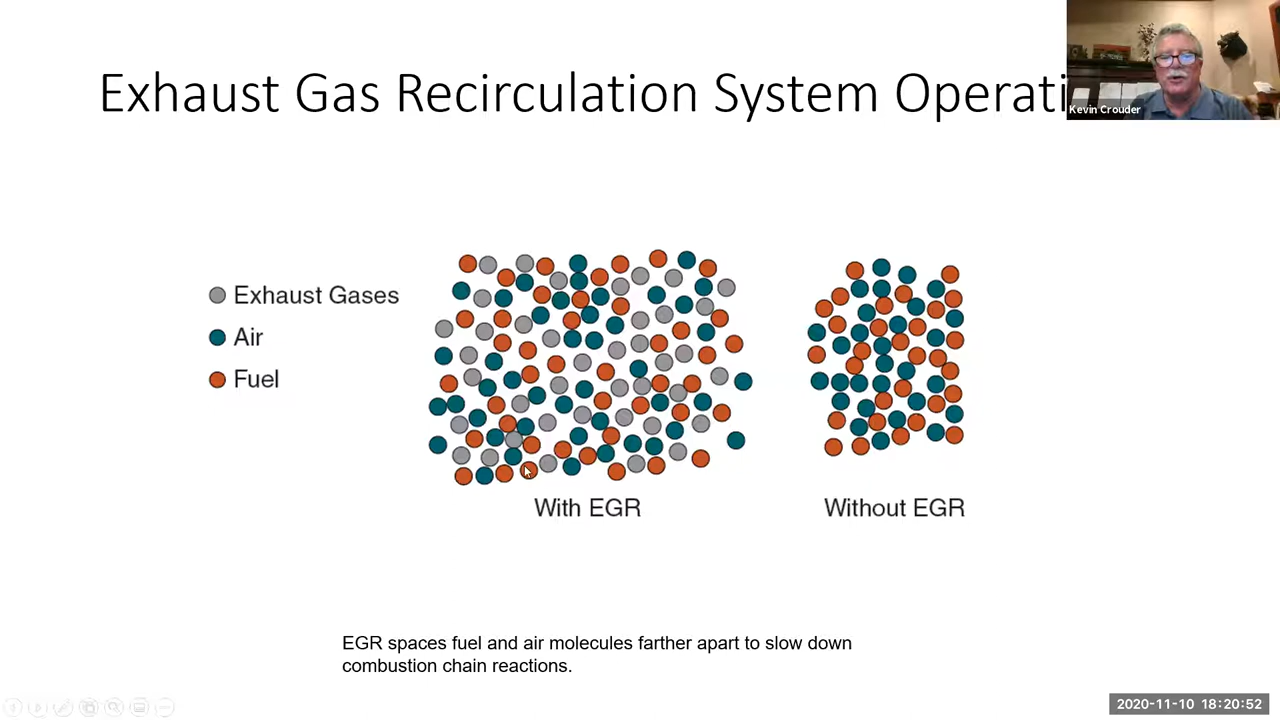 Exhaust Gas Recirculation System Operati
Kevin Crouder
Exhaust Gases
Air
Fuel
With EGR
Without EGR
EGR spaces fuel and air molecules farther apart to slow down
combustion chain reactions.
2020-11-10 18:20:52